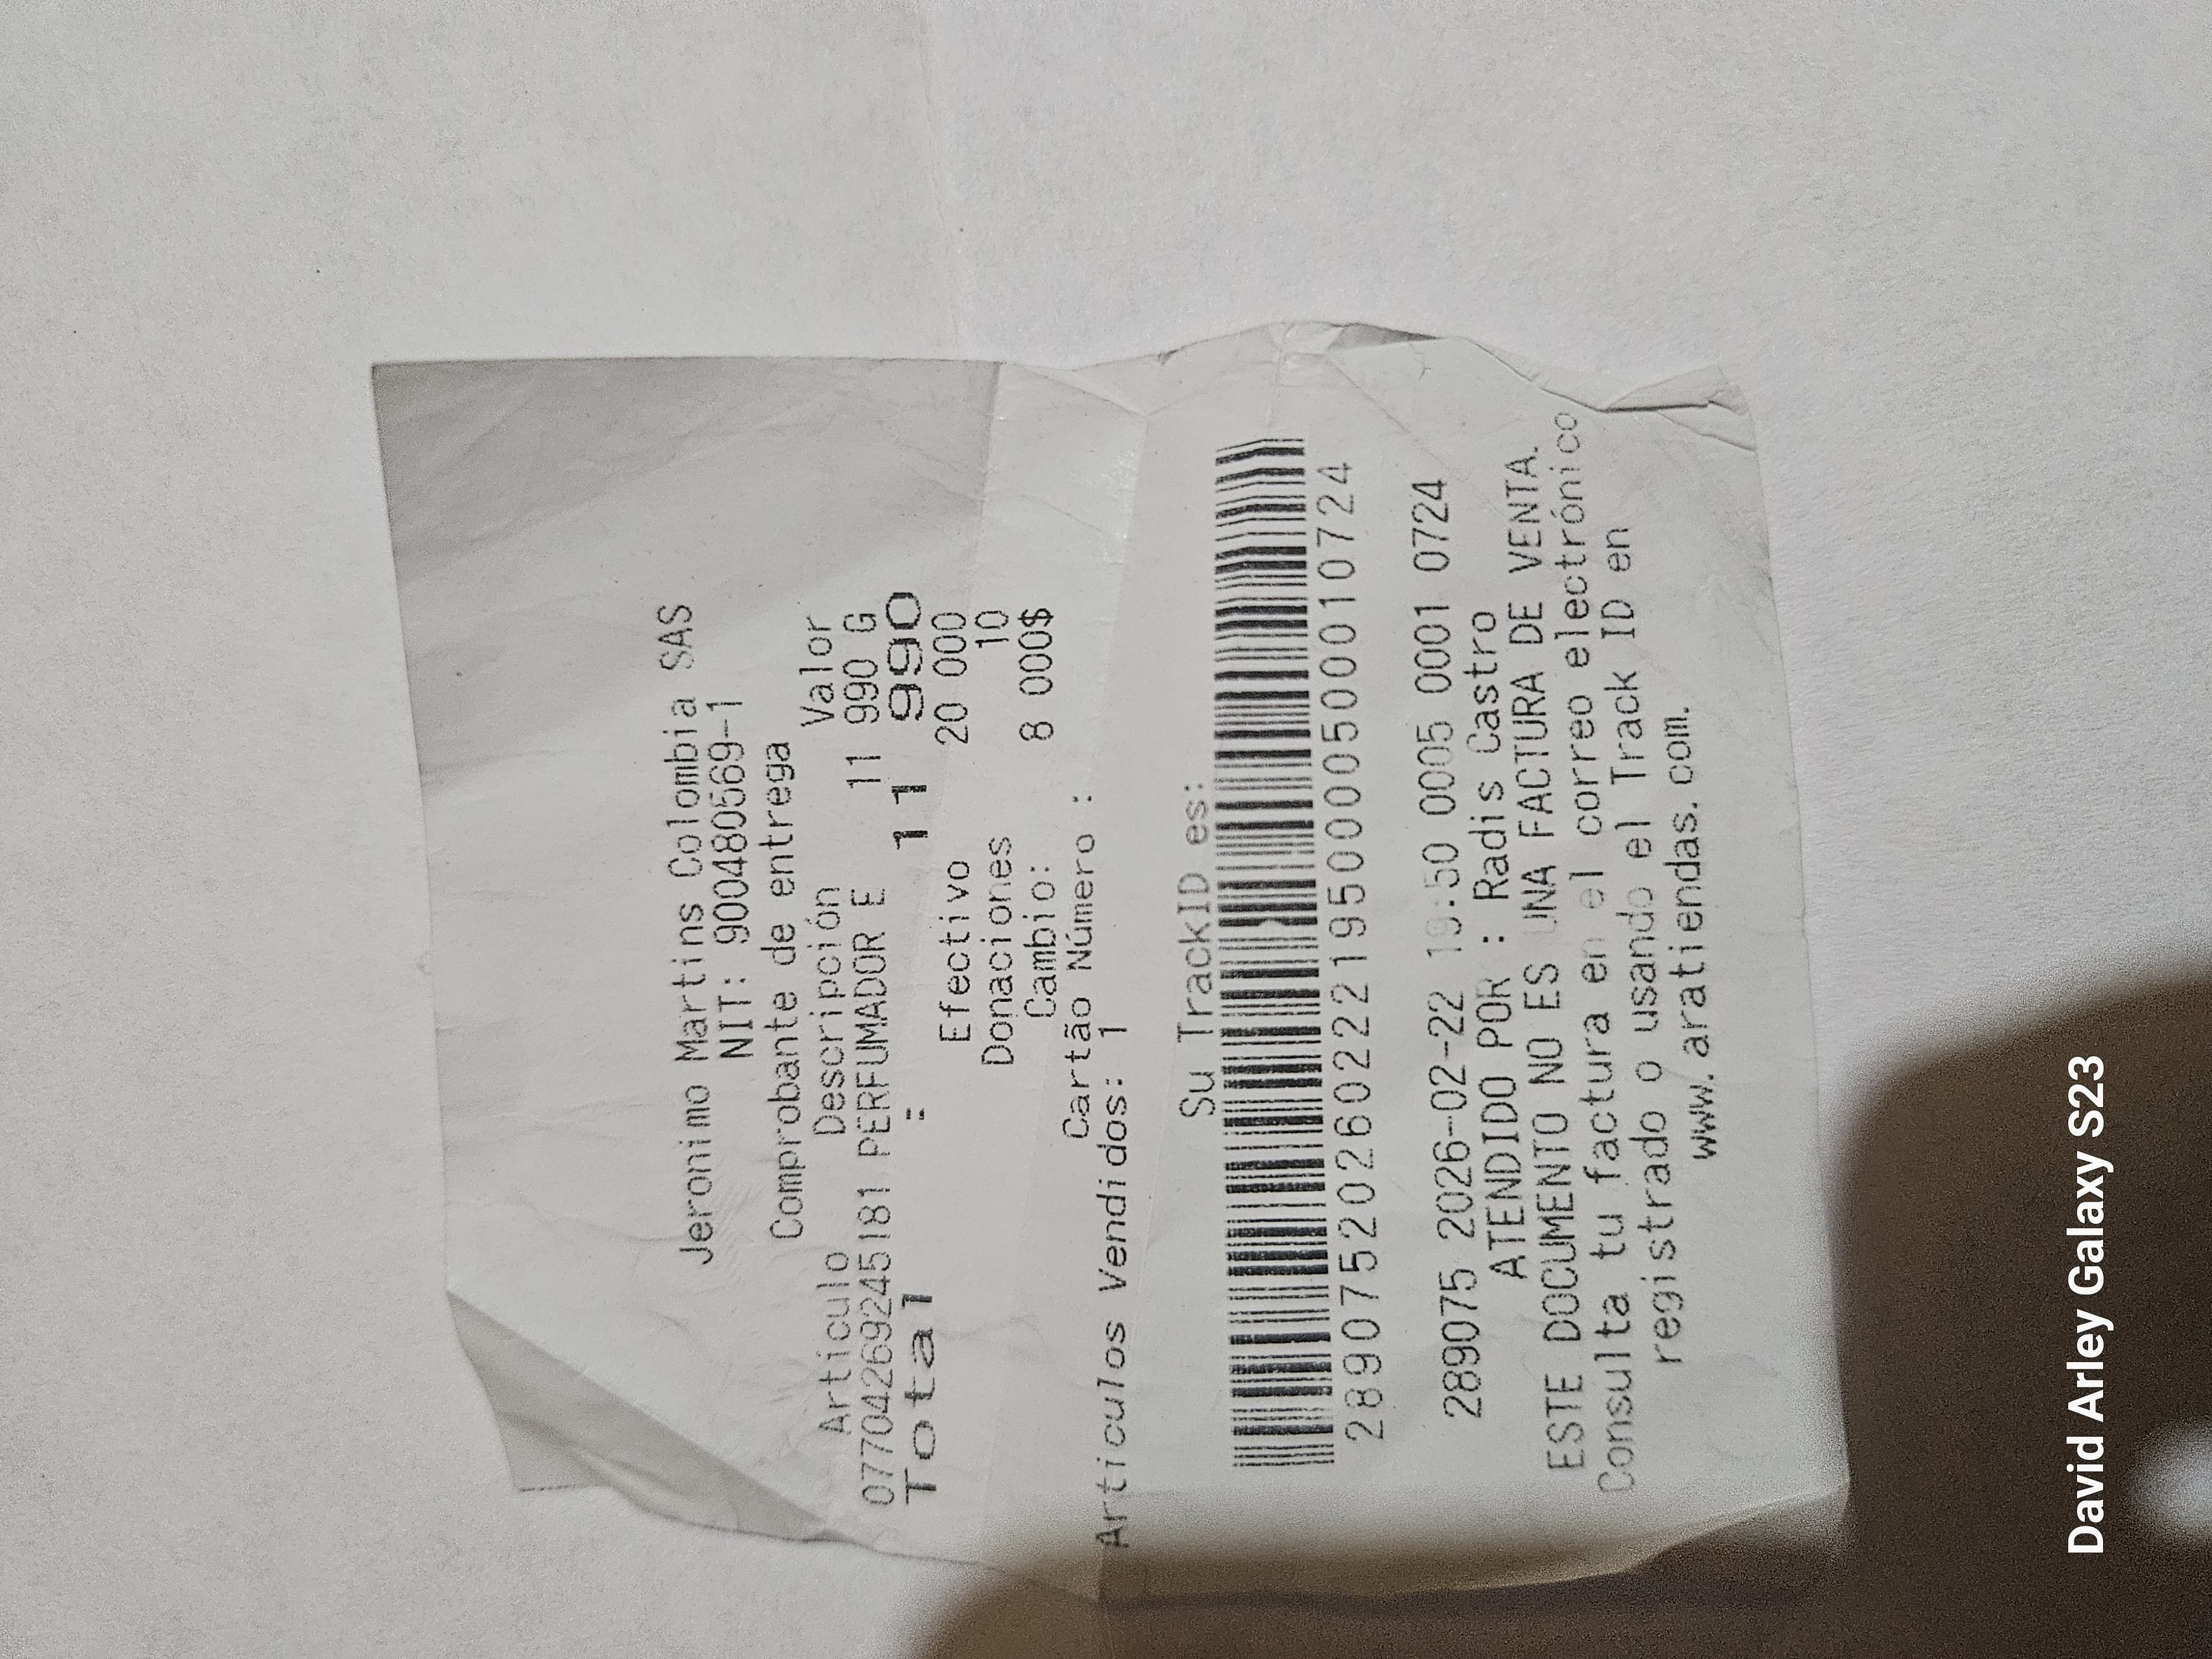 Jeronimo Martins Colombia SAS
NIT: 900480569-1
Comprobante de entrega
Articulo Descripción Valor
07704269245181 PERFUMADOR E 11 990 G
Total : 11 990
Efectivo 20 000
Donaciones 10
Cambio: 8 000$
Cartão Número :
Articulos Vendidos: 1
Su TrackID es:
2890752026022219500005000010724
289075 2026-02-22 19:50 0005 0001 0724
ATENDIDO POR : Radis Castro
ESTE DOCUMENTO NO ES UNA FACTURA DE VENTA.
Consulta tu factura en el correo electrónico
registrado o usando el Track ID en
www.aratiendas.com.
David Arley Galaxy S23